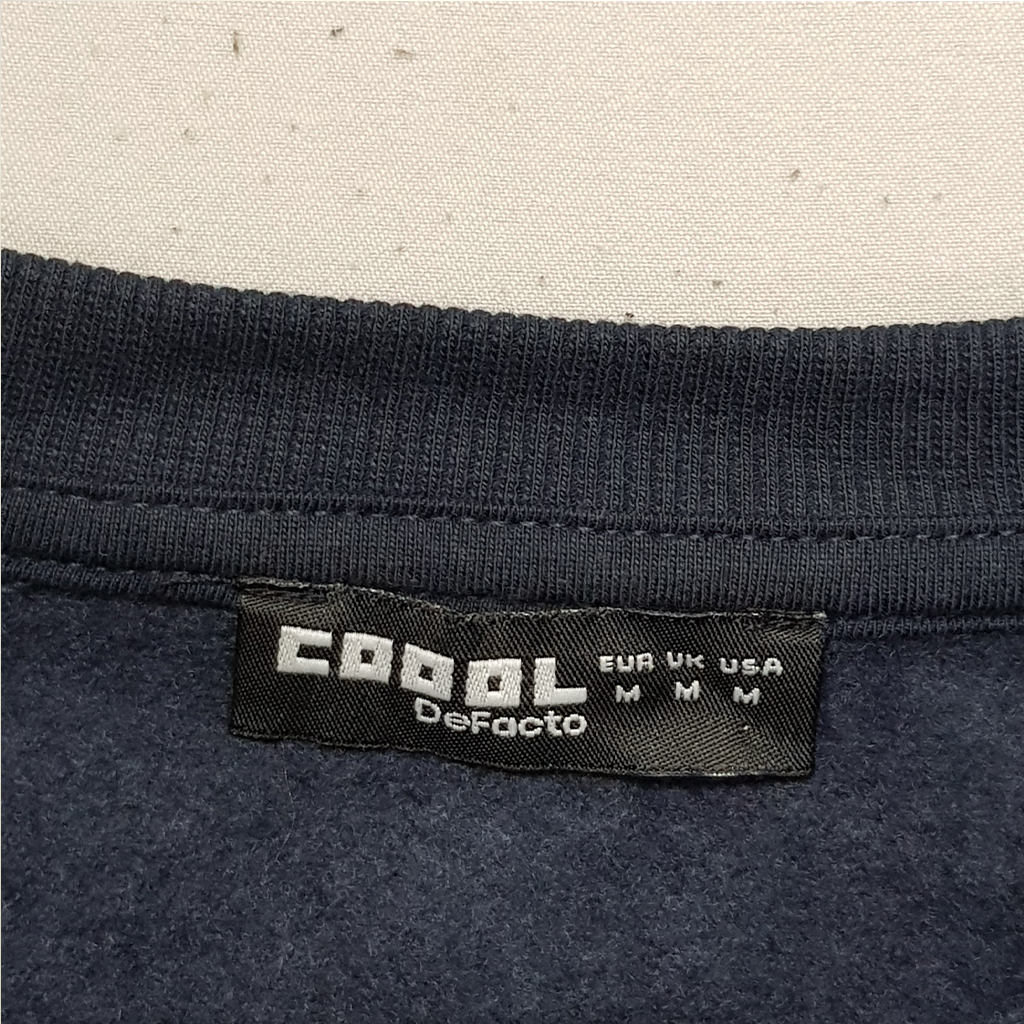 COOOL
DeFacto
EUR UK USA
M M M